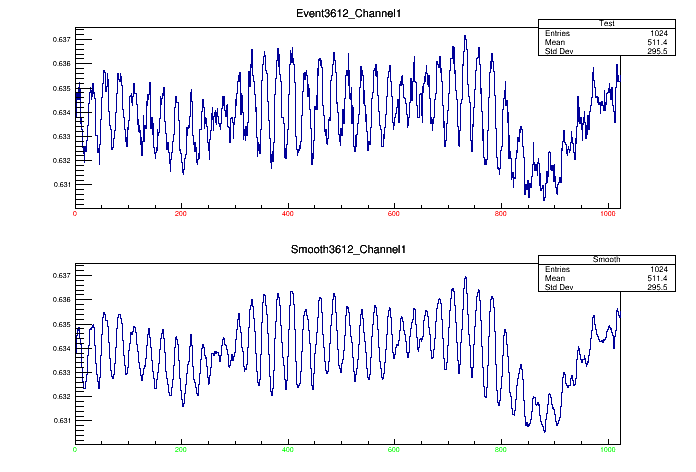 Event3612_Channel1
Test
Entries 1024
Mean 511.4
Std Dev 295.5
0.637
0.636
0.635
0.634
0.633
0.632
0.631
0 200 400 600 800 1000
Smooth3612_Channel1
Smooth
Entries 1024
Mean 511.4
Std Dev 295.5
0.637
0.636
0.635
0.634
0.633
0.632
0.631
0 200 400 600 800 1000